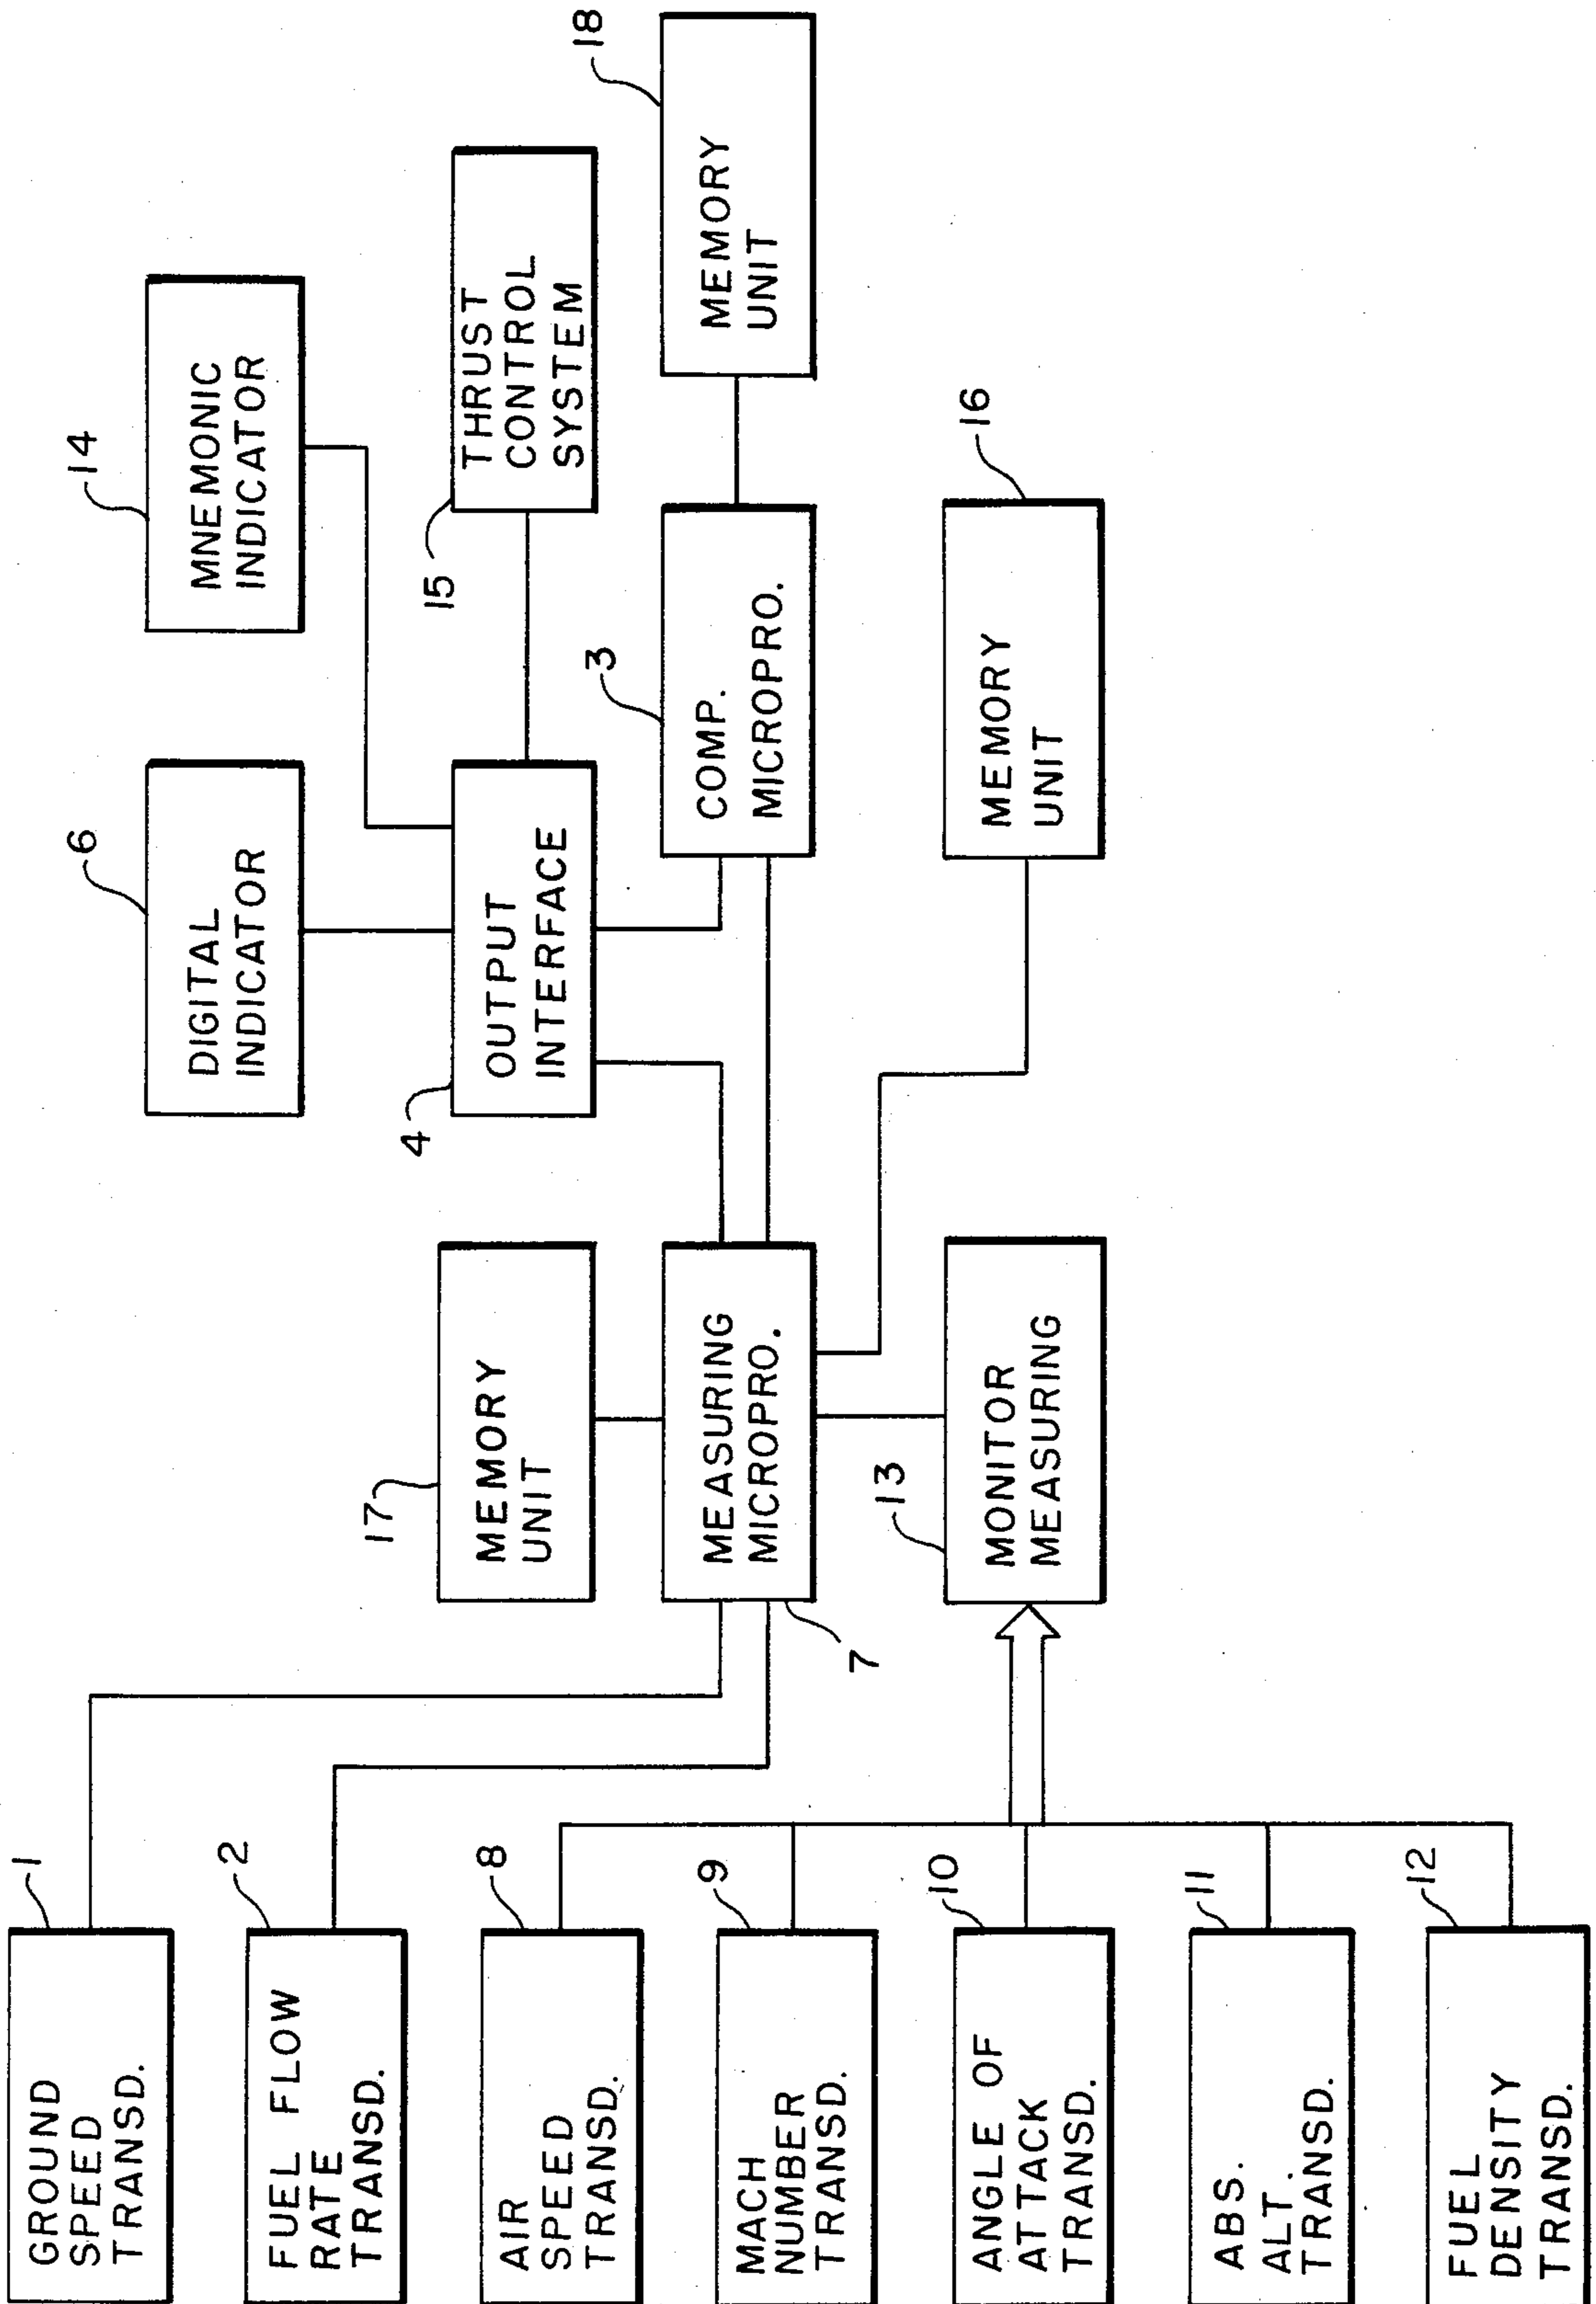 1
GROUND
SPEED
TRANSD.
2
FUEL FLOW
RATE
TRANSD.
8
AIR
SPEED
TRANSD.
9
MACH
NUMBER
TRANSD.
10
ANGLE OF
ATTACK
TRANSD.
11
ABS.
ALT.
TRANSD.
12
FUEL
DENSITY
TRANSD.
17
MEMORY
UNIT
7
MEASURING
MICROPRO.
13
MONITOR
MEASURING
6
DIGITAL
INDICATOR
4
OUTPUT
INTERFACE
3
COMP.
MICROPRO.
16
MEMORY
UNIT
14
MNEMONIC
INDICATOR
15
THRUST
CONTROL
SYSTEM
18
MEMORY
UNIT